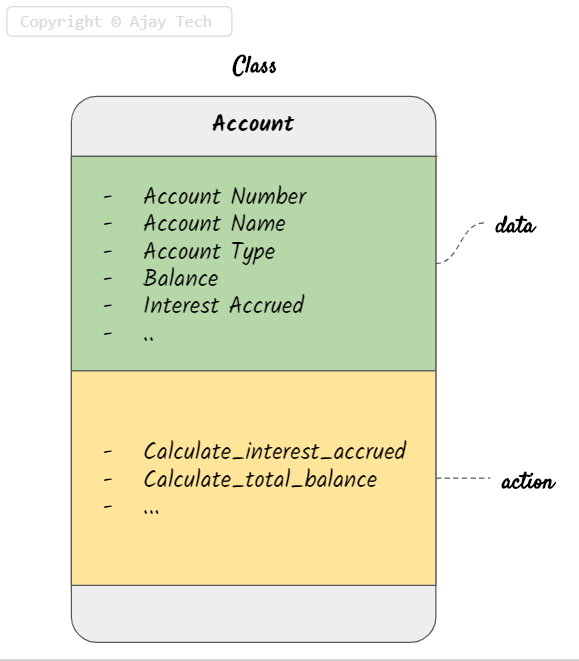 Copyright © Ajay Tech
Class
Account
- Account Number
- Account Name
- Account Type
- Balance
- Interest Accrued
- ..
data
- Calculate_interest_accrued
- Calculate_total_balance
- ...
action